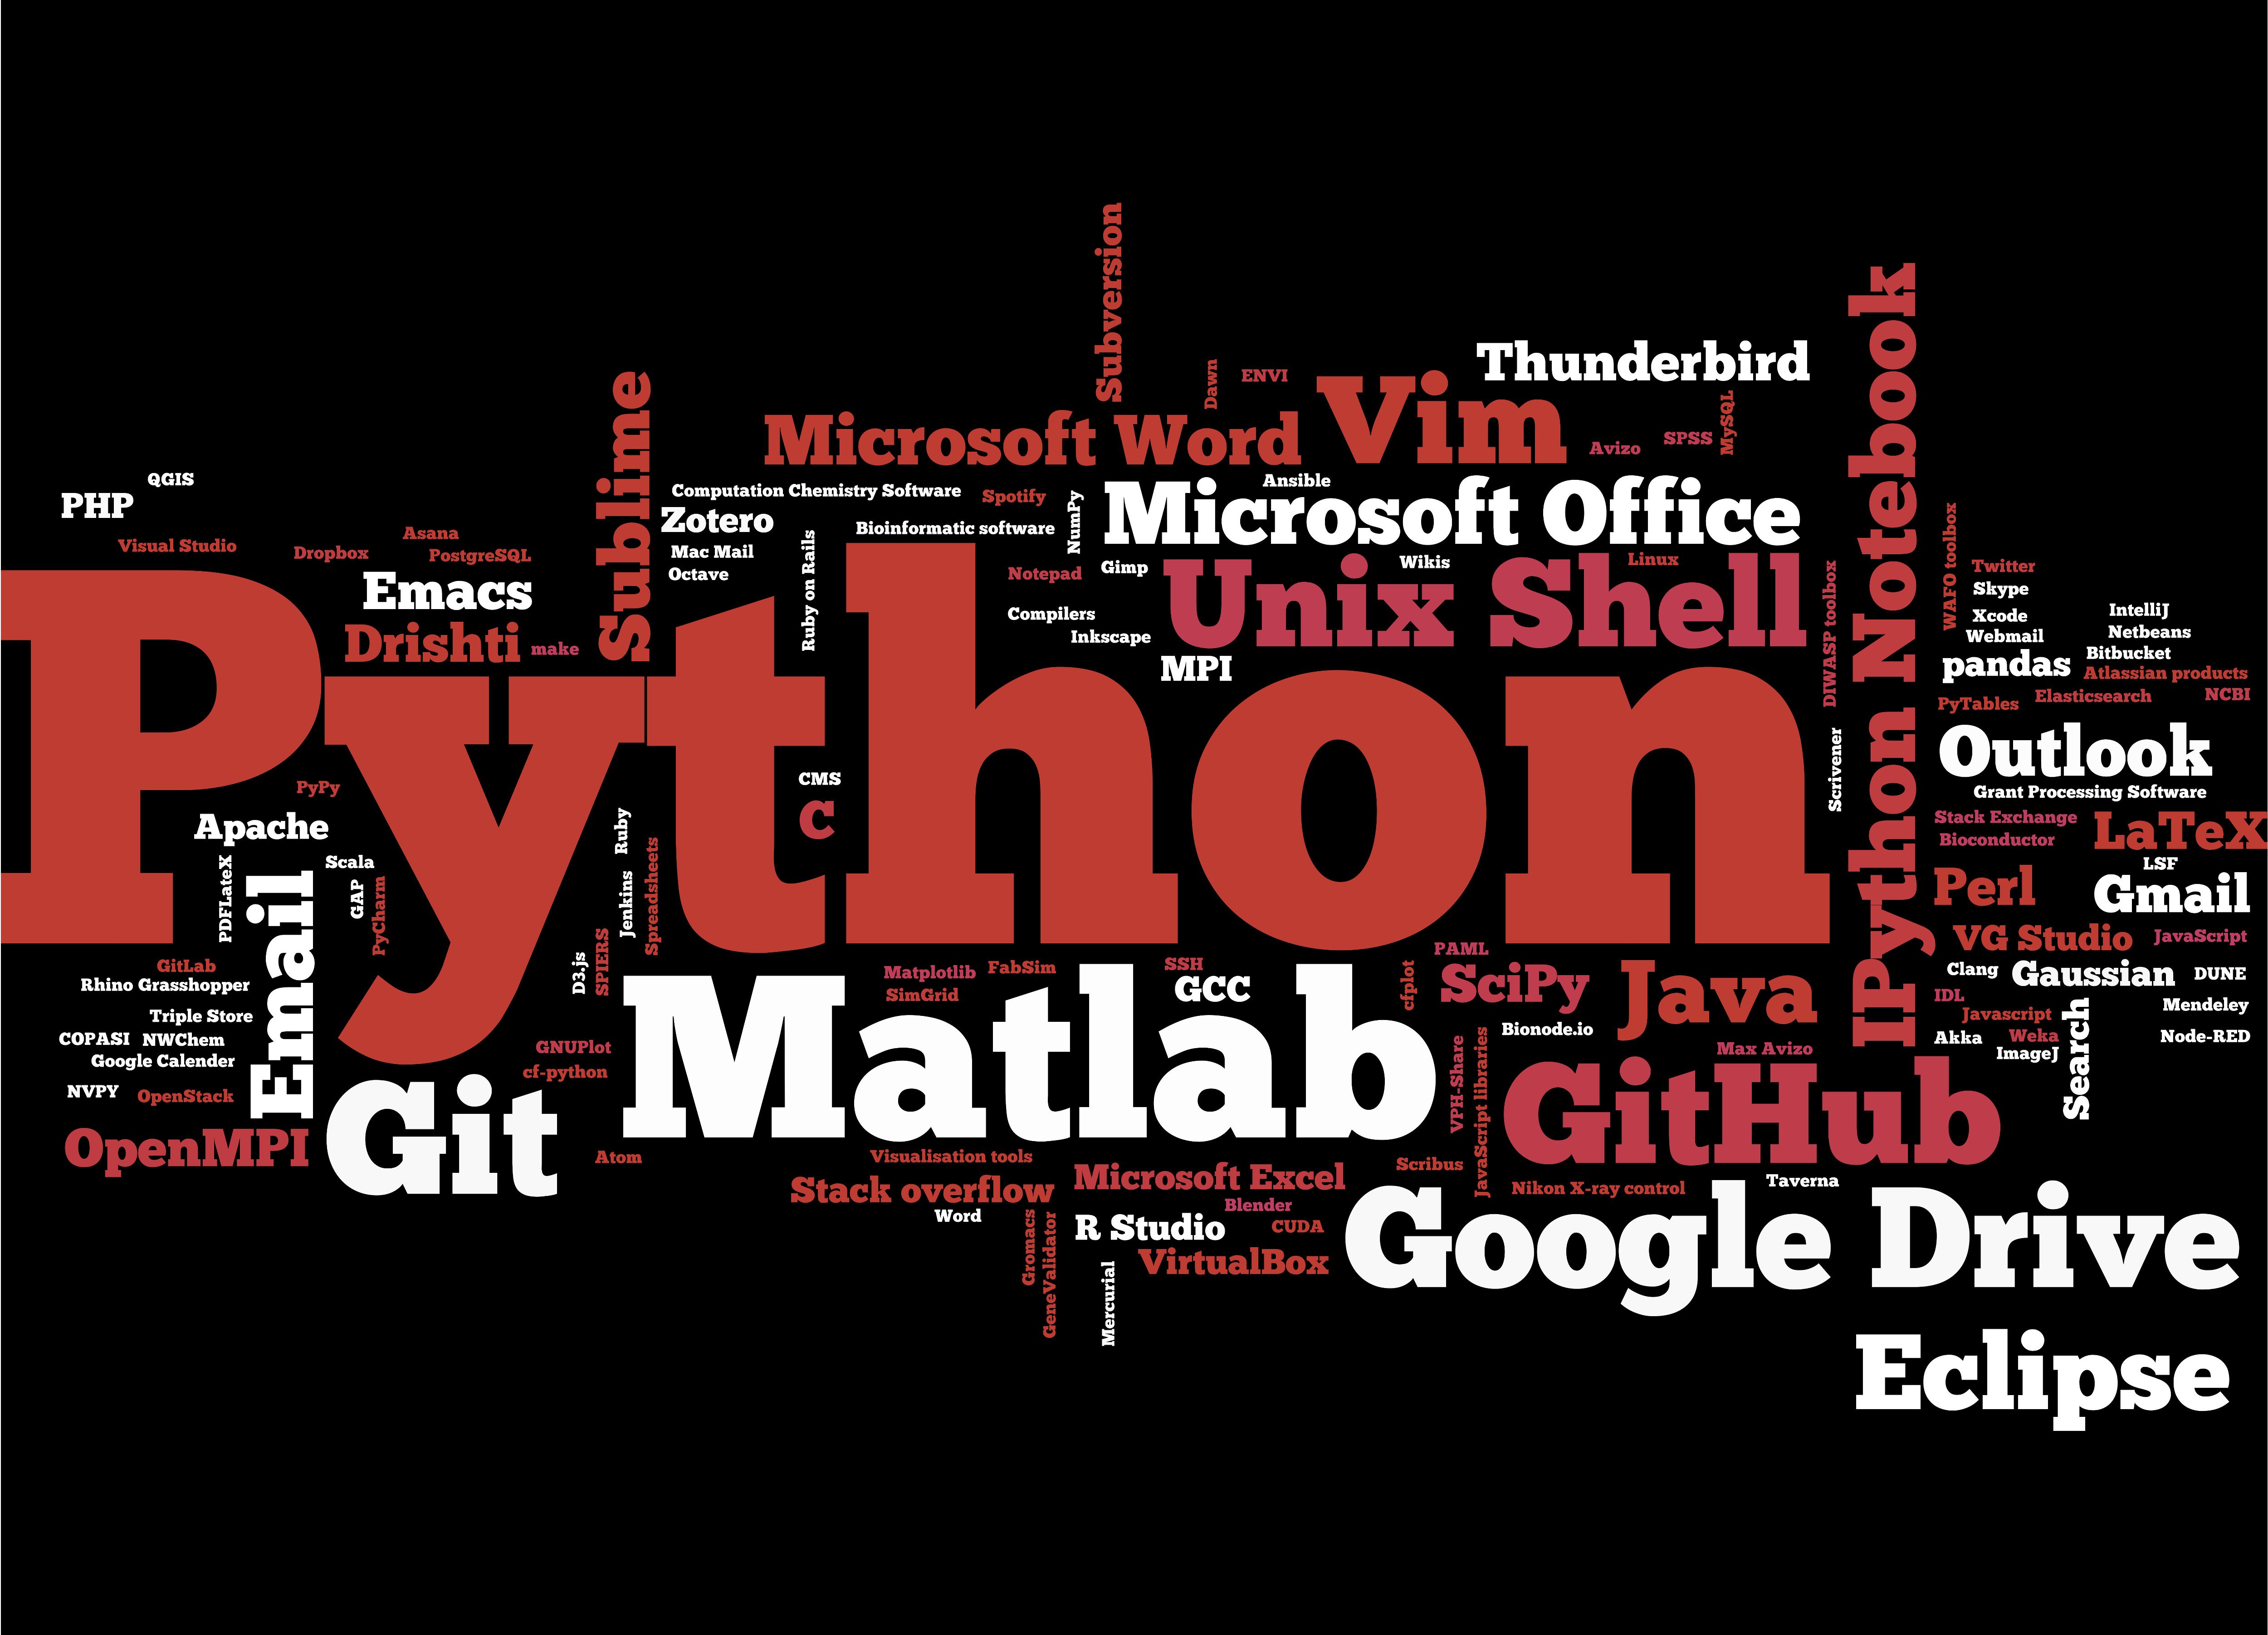 Subversion
IPython Notebook
Thunderbird
Dawn
ENVI
Vim
Sublime
MySQL
Microsoft Word
SPSS
Avizo
QGIS
PHP
Computation Chemistry Software
Spotify
NumPy
Ansible
Microsoft Office
Zotero
Bioinformatic software
Ruby on Rails
WAFO toolbox
Asana
Visual Studio
Dropbox
PostgreSQL
Mac Mail
Octave
Notepad
Gimp
Wikis
Linux
Unix Shell
DIWASP toolbox
Twitter
Skype
Emacs
Compilers
Inkscape
Xcode
IntelliJ
Webmail
Netbeans
Drishti
make
MPI
pandas
Bitbucket
Atlassian products
PyTables
Elasticsearch
NCBI
Python
Scrivener
Outlook
PyPy
CMS
C
Grant Processing Software
Apache
Ruby
Stack Exchange
LaTeX
Bioconductor
PDFLateX
Email
Scala
GAP
PyCharm
Jenkins
Spreadsheets
LSF
Perl
Gmail
VG Studio
JavaScript
GitLab
Rhino Grasshopper
D3.js
SPIERS
Matlab
Matplotlib
FabSim
SimGrid
SSH
GCC
cfplot
PAML
SciPy
Java
Clang
Gaussian
DUNE
IDL
Search
Mendeley
Triple Store
Javascript
COPASI
NWChem
Bionode.io
Akka
Weka
Node-RED
Google Calender
GNUPlot
Max Avizo
ImageJ
cf-python
VPH-Share
JavaScript libraries
GitHub
NVPY
OpenStack
OpenMPI
Git
Atom
Visualisation tools
Scribus
Stack overflow
Microsoft Excel
Nikon X-ray control
Taverna
Word
Blender
Gromacs
GeneValidator
R Studio
CUDA
Google Drive
VirtualBox
Mercurial
Eclipse